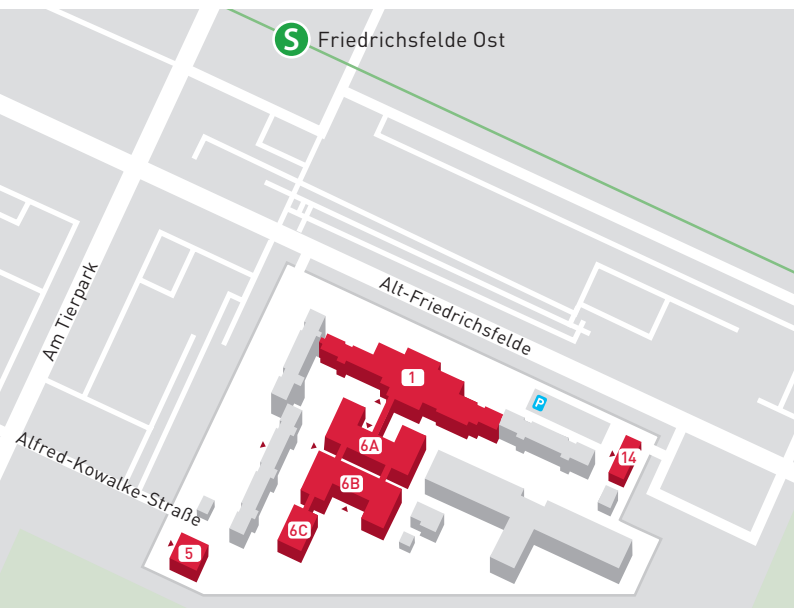 S Friedrichsfelde Ost
Alt-Friedrichsfelde
Am Tierpark
1
P
6A
14
6B
Alfred-Kowalke-Straße
6C
5